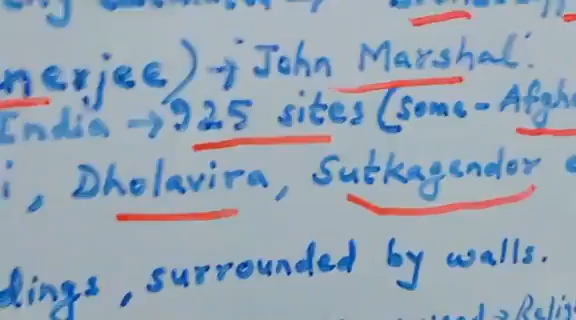 nerjee) → John Marshal.
India → 925 sites (Some - Afgh
i, Dholavira, Sutkagendor
dings, surrounded by walls.